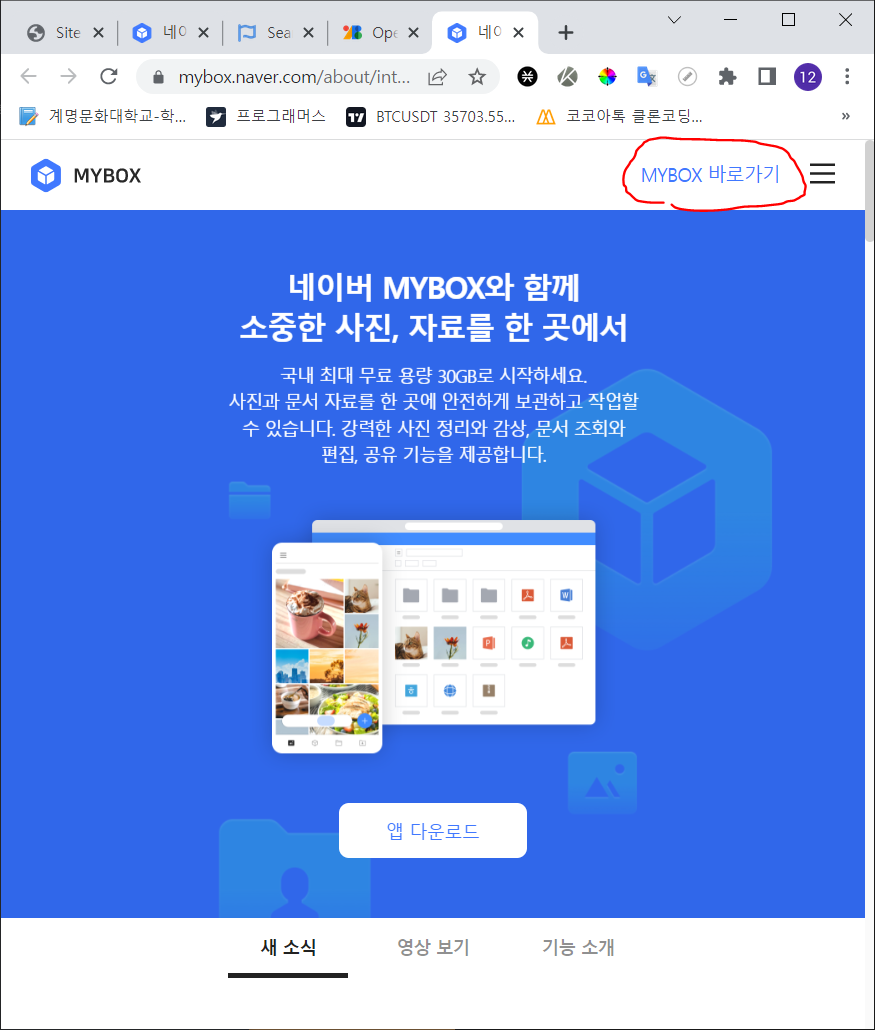 Site
네이
Sea
Ope
네이
mybox.naver.com/about/int...
12
계명문화대학교-학...
프로그래머스
BTCUSDT 35703.55...
코코아톡 클론코딩...
»
MYBOX
MYBOX 바로가기
네이버 MYBOX와 함께
소중한 사진, 자료를 한 곳에서
국내 최대 무료 용량 30GB로 시작하세요.
사진과 문서 자료를 한 곳에 안전하게 보관하고 작업할
수 있습니다. 강력한 사진 정리와 감상, 문서 조회와
편집, 공유 기능을 제공합니다.
앱 다운로드
새 소식
영상 보기
기능 소개